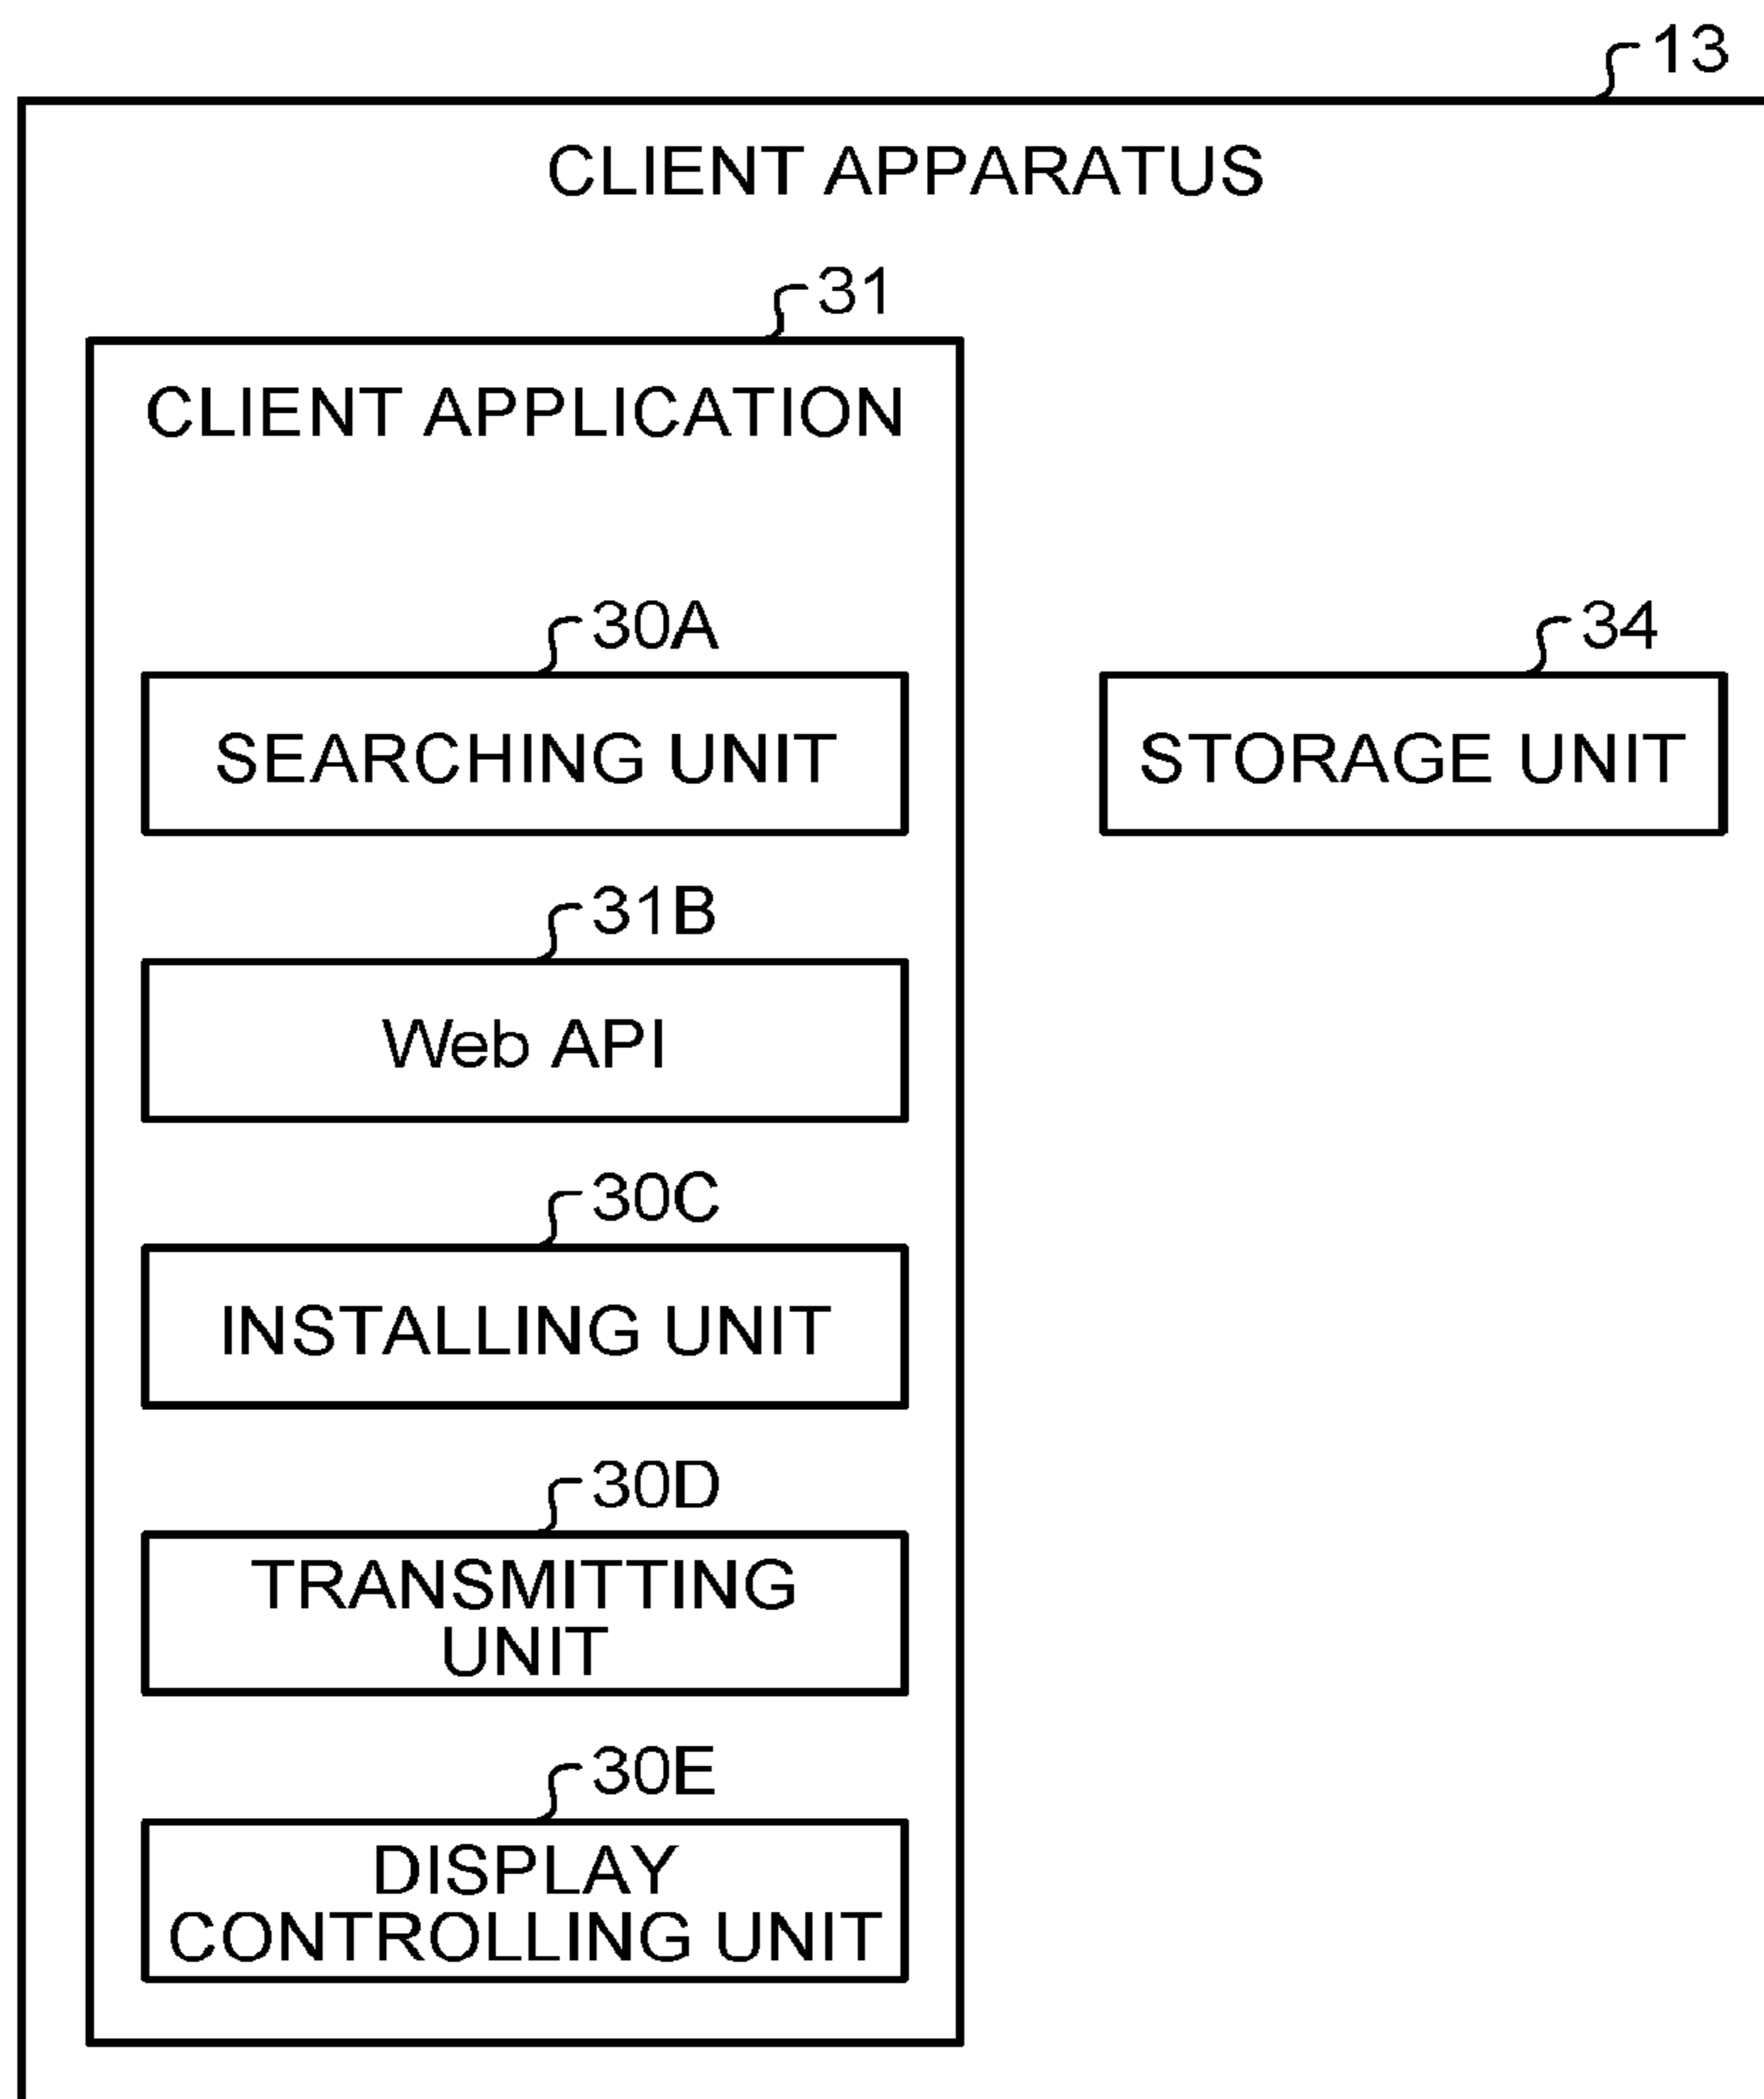 13
CLIENT APPARATUS
31
CLIENT APPLICATION
30A
SEARCHING UNIT
34
STORAGE UNIT
31B
Web API
30C
INSTALLING UNIT
30D
TRANSMITTING
UNIT
30E
DISPLAY
CONTROLLING UNIT